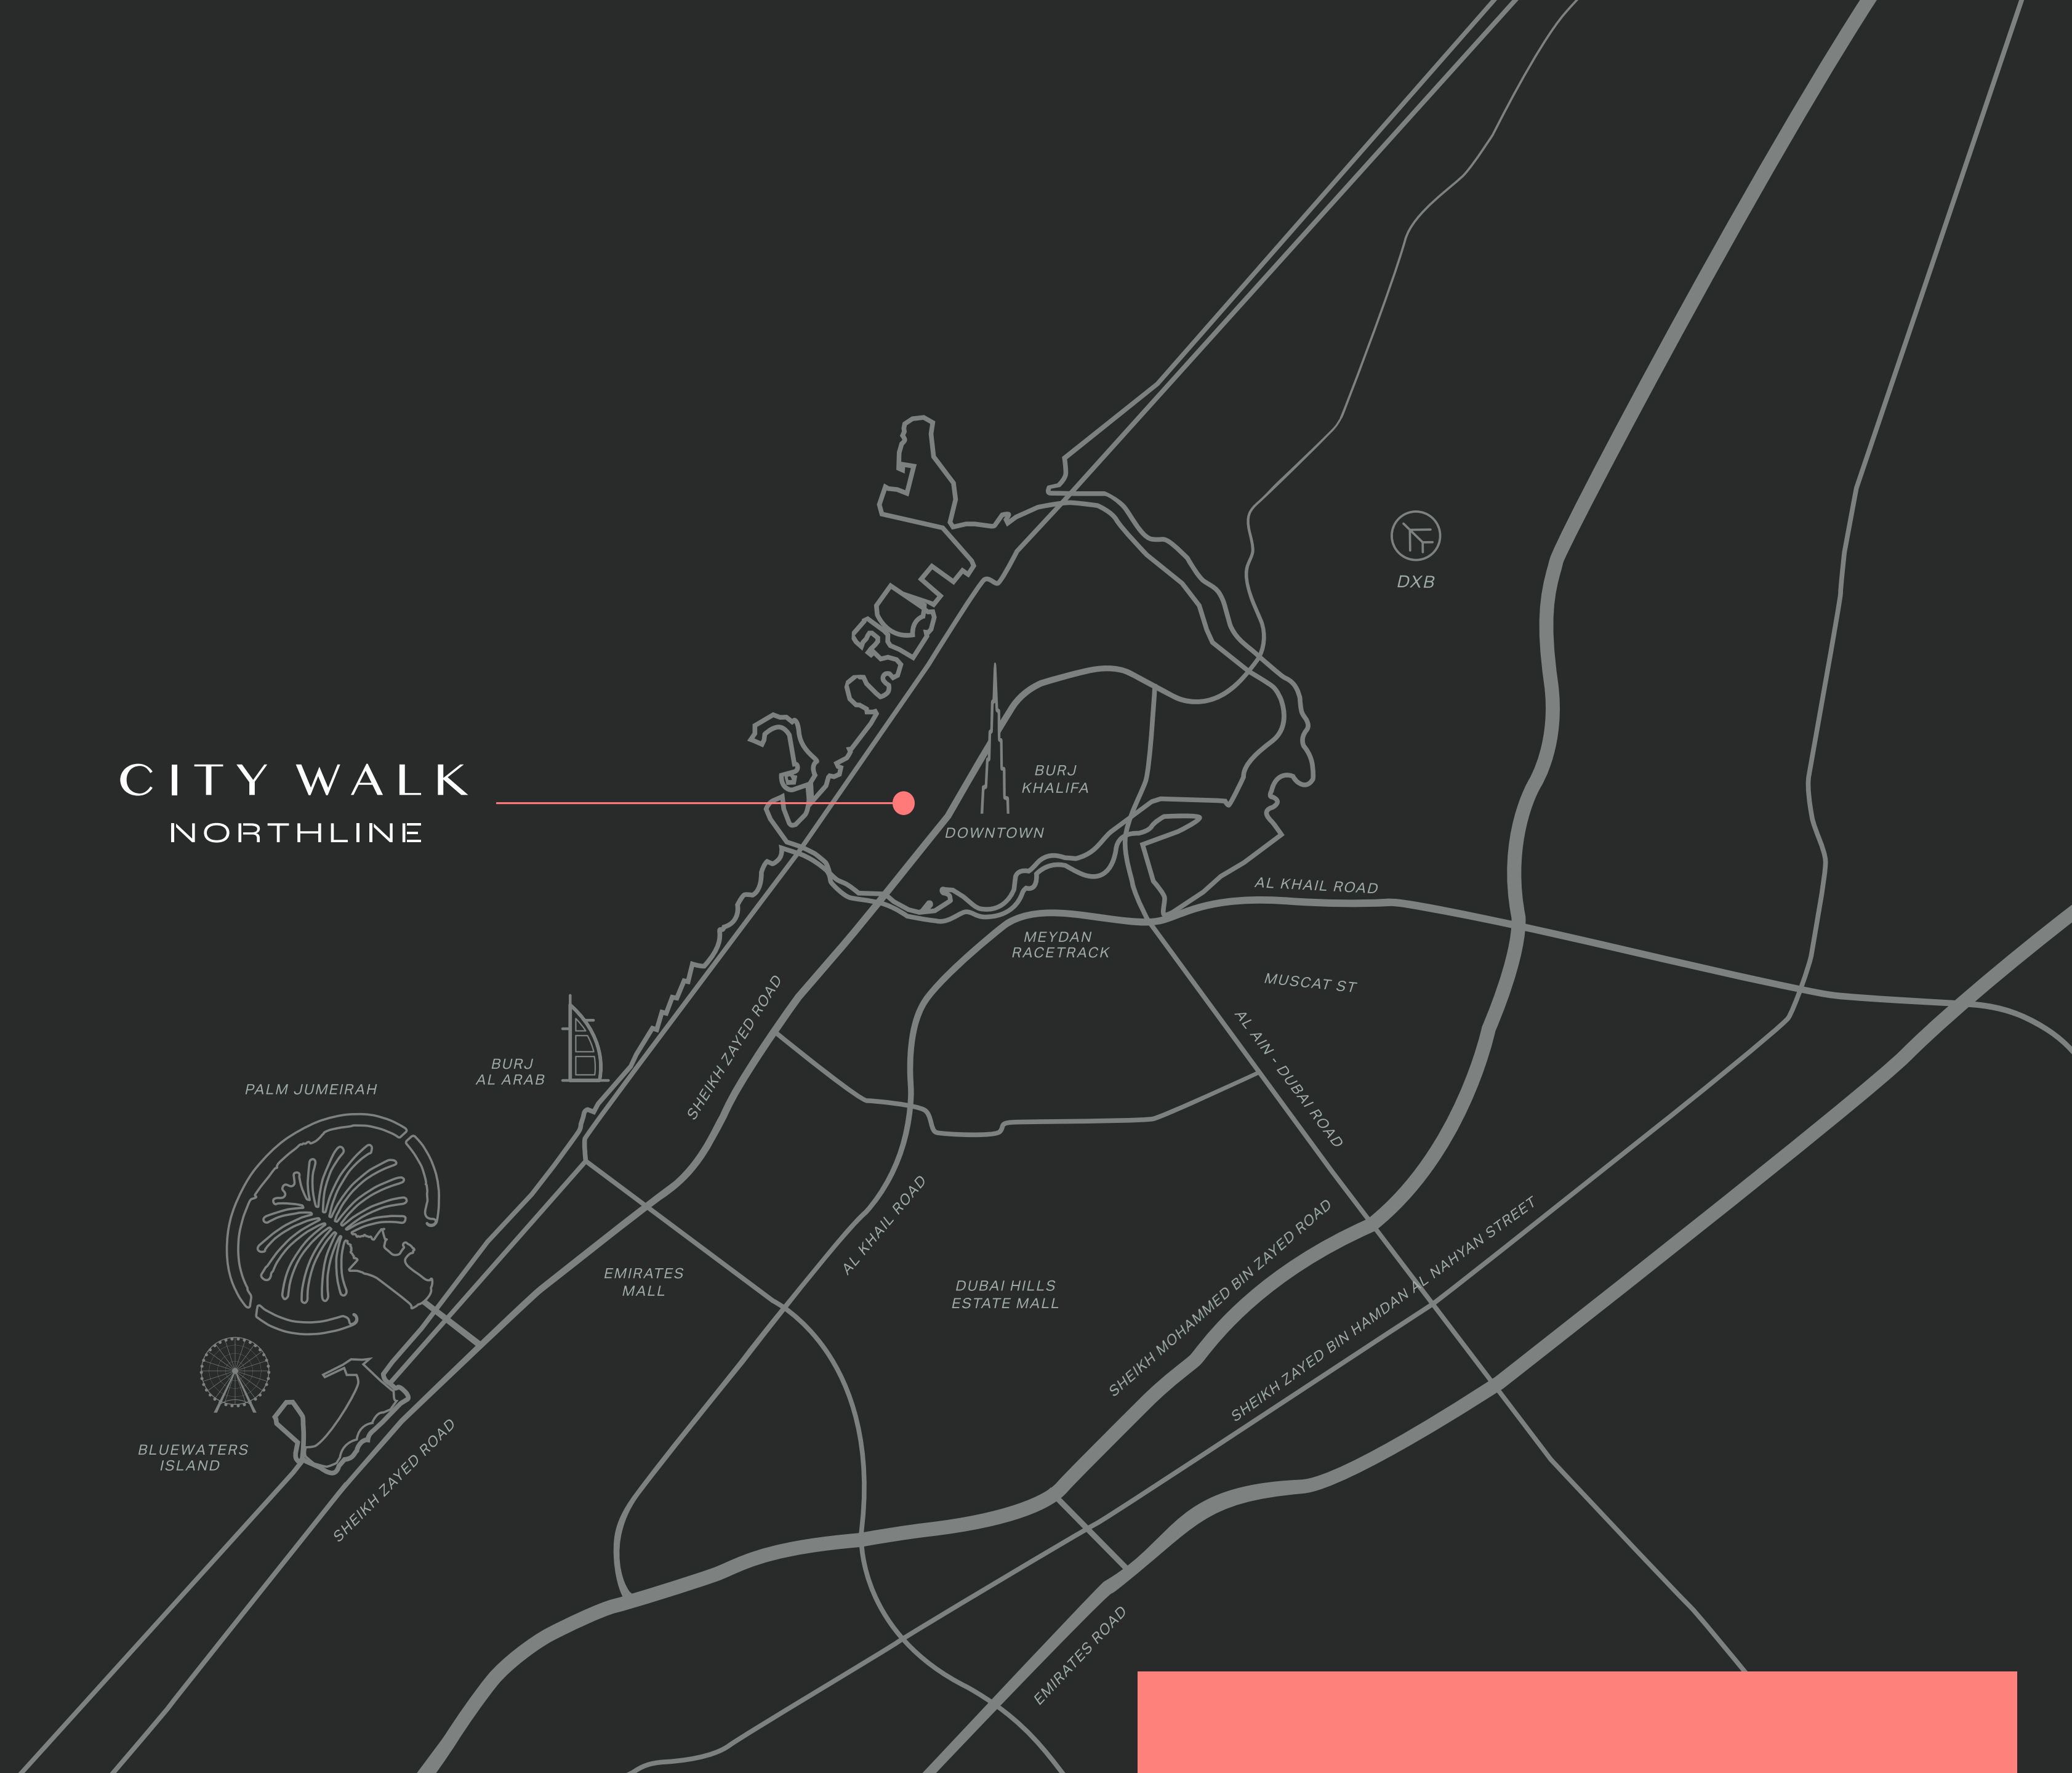 CITY WALK
NORTHLINE
DXB
BURJ
KHALIFA
DOWNTOWN
AL KHAIL ROAD
MEYDAN
RACETRACK
MUSCAT ST
SHEIKH ZAYED ROAD
AL AIN - DUBAI ROAD
BURJ
AL ARAB
PALM JUMEIRAH
AL KHAIL ROAD
EMIRATES
MALL
DUBAI HILLS
ESTATE MALL
SHEIKH MOHAMMED BIN ZAYED ROAD
SHEIKH ZAYED BIN HAMDAN AL NAHYAN STREET
BLUEWATERS
ISLAND
SHEIKH ZAYED ROAD
EMIRATES ROAD